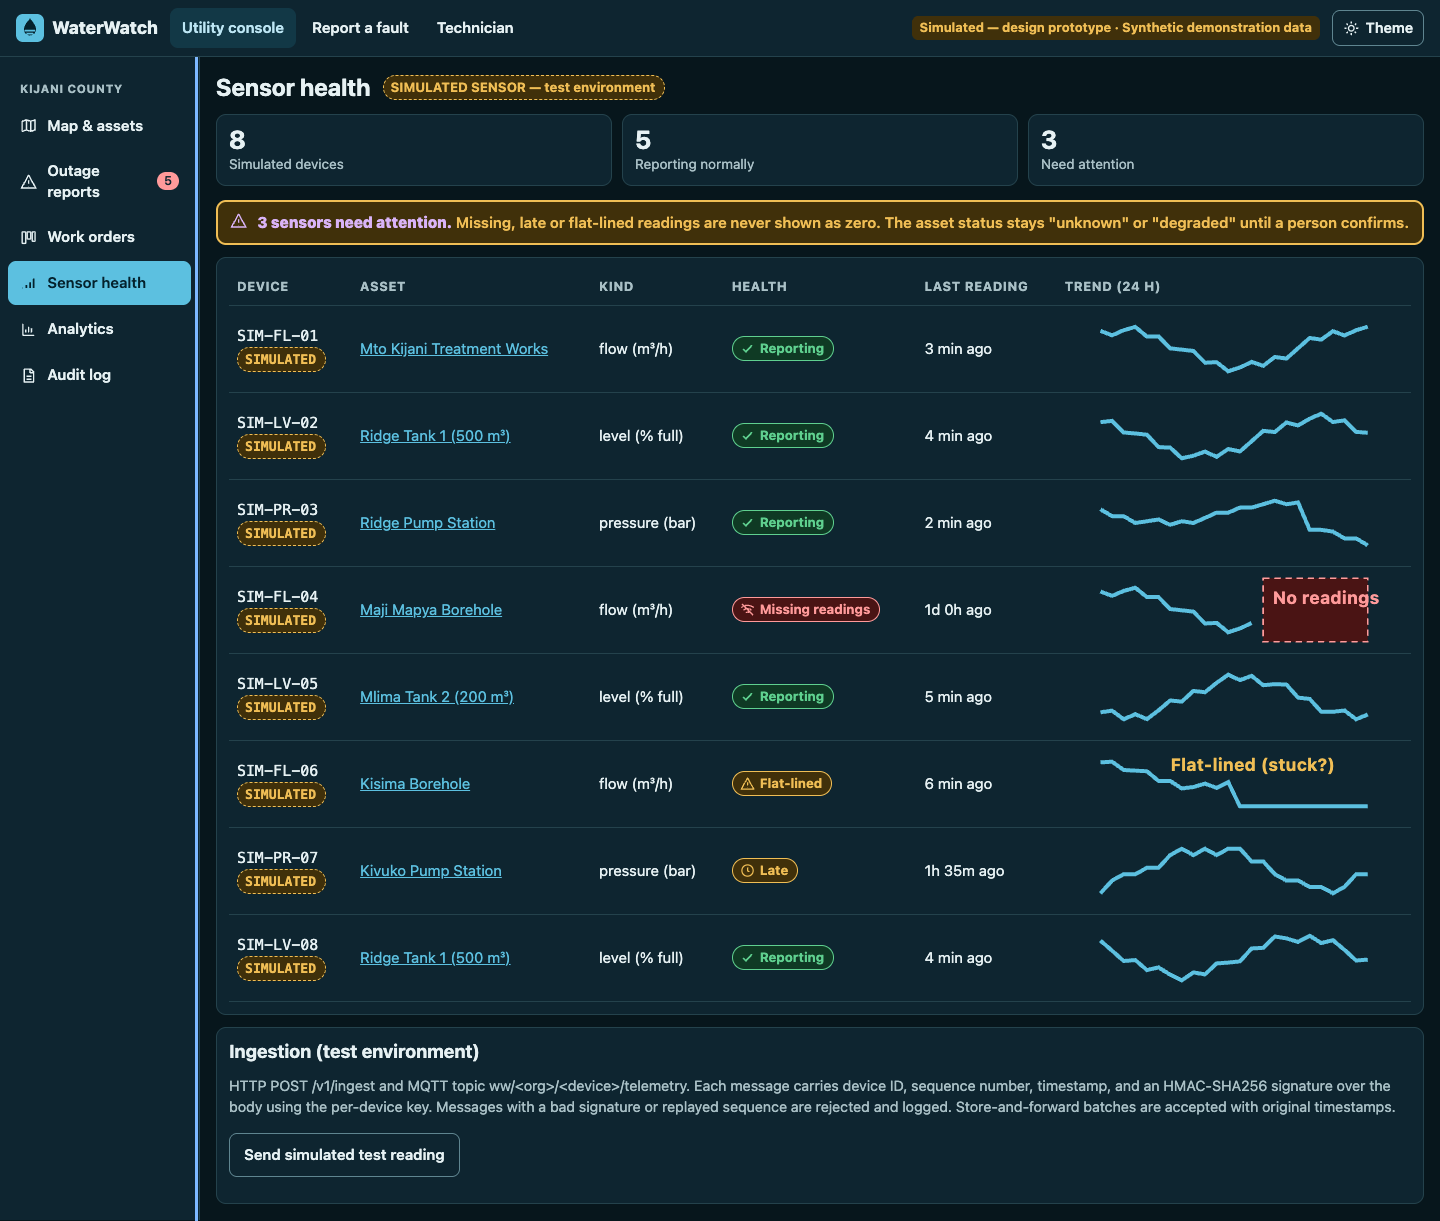 WaterWatch
Utility console
Report a fault
Technician
Simulated — design prototype · Synthetic demonstration data
Theme
KIJANI COUNTY
Map & assets
Outage
reports
5
Work orders
Sensor health
Analytics
Audit log
Sensor health
SIMULATED SENSOR — test environment
8
Simulated devices
5
Reporting normally
3
Need attention
3 sensors need attention. Missing, late or flat-lined readings are never shown as zero. The asset status stays "unknown" or "degraded" until a person confirms.
DEVICE ASSET KIND HEALTH LAST READING TREND (24 H)
SIM-FL-01
SIMULATED
Mto Kijani Treatment Works
flow (m³/h)
Reporting
3 min ago
SIM-LV-02
SIMULATED
Ridge Tank 1 (500 m³)
level (% full)
Reporting
4 min ago
SIM-PR-03
SIMULATED
Ridge Pump Station
pressure (bar)
Reporting
2 min ago
SIM-FL-04
SIMULATED
Maji Mapya Borehole
flow (m³/h)
Missing readings
1d 0h ago
No readings
SIM-LV-05
SIMULATED
Mlima Tank 2 (200 m³)
level (% full)
Reporting
5 min ago
SIM-FL-06
SIMULATED
Kisima Borehole
flow (m³/h)
Flat-lined
6 min ago
Flat-lined (stuck?)
SIM-PR-07
SIMULATED
Kivuko Pump Station
pressure (bar)
Late
1h 35m ago
SIM-LV-08
SIMULATED
Ridge Tank 1 (500 m³)
level (% full)
Reporting
4 min ago
Ingestion (test environment)
HTTP POST /v1/ingest and MQTT topic ww/<org>/<device>/telemetry. Each message carries device ID, sequence number, timestamp, and an HMAC-SHA256 signature over the
body using the per-device key. Messages with a bad signature or replayed sequence are rejected and logged. Store-and-forward batches are accepted with original timestamps.
Send simulated test reading